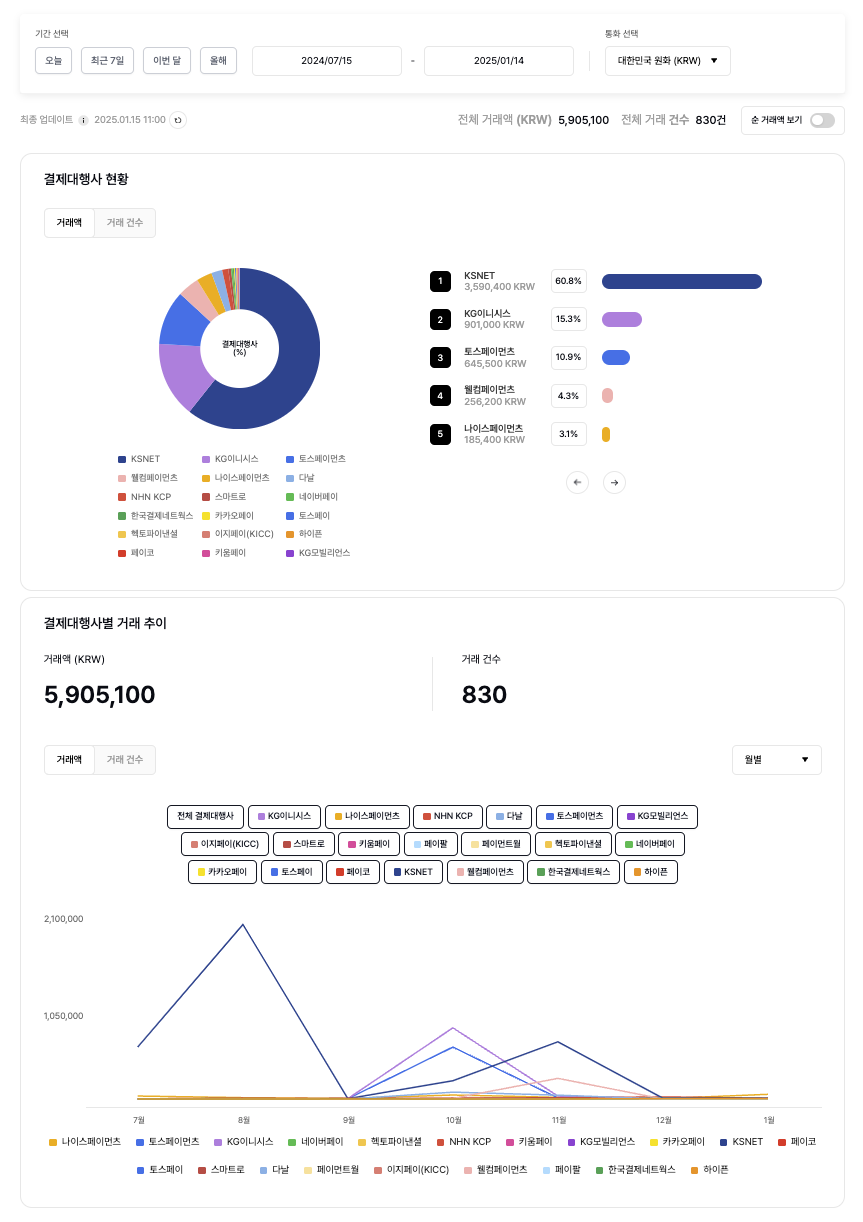 기간 선택
통화 선택
오늘 최근 7일 이번 달 올해 2024/07/15 - 2025/01/14 대한민국 원화 (KRW) ▼
최종 업데이트 i 2025.01.15 11:00 전체 거래액 (KRW) 5,905,100 전체 거래 건수 830건 순 거래액 보기
결제대행사 현황
거래액 거래 건수
결제대행사
(%)
1 KSNET 3,590,400 KRW 60.8%
2 KG이니시스 901,000 KRW 15.3%
3 토스페이먼츠 645,500 KRW 10.9%
4 웰컴페이먼츠 256,200 KRW 4.3%
5 나이스페이먼츠 185,400 KRW 3.1%
← →
KSNET KG이니시스 토스페이먼츠
웰컴페이먼츠 나이스페이먼츠 다날
NHN KCP 스마트로 네이버페이
한국결제네트웍스 카카오페이 토스페이
헥토파이낸셜 이지페이(KICC) 하이픈
페이코 키움페이 KG모빌리언스
결제대행사별 거래 추이
거래액 (KRW) 거래 건수
5,905,100 830
거래액 거래 건수 월별 ▼
전체 결제대행사 KG이니시스 나이스페이먼츠 NHN KCP 다날 토스페이먼츠 KG모빌리언스
이지페이(KICC) 스마트로 키움페이 페이팔 페이먼트월 헥토파이낸셜 네이버페이
카카오페이 토스페이 페이코 KSNET 웰컴페이먼츠 한국결제네트웍스 하이픈
2,100,000
1,050,000
7월 8월 9월 10월 11월 12월 1월
나이스페이먼츠 토스페이먼츠 KG이니시스 네이버페이 헥토파이낸셜 NHN KCP 키움페이 KG모빌리언스 카카오페이 KSNET 페이코
토스페이 스마트로 다날 페이먼트월 이지페이(KICC) 웰컴페이먼츠 페이팔 한국결제네트웍스 하이픈